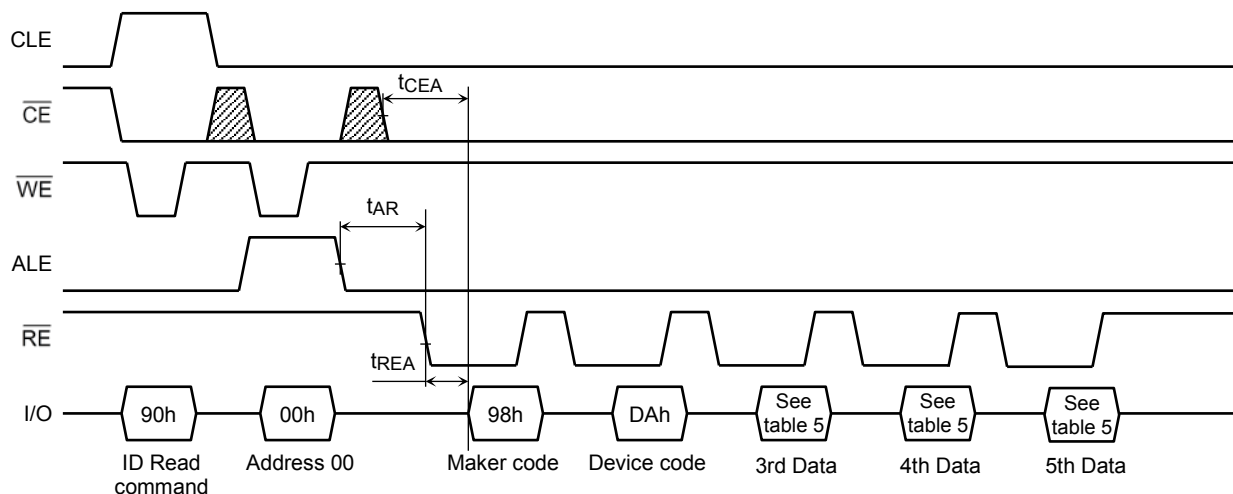 CLE
tCEA
CE
WE
tAR
ALE
RE
tREA
I/O
90h
00h
98h
DAh
See
table 5
See
table 5
See
table 5
ID Read
command
Address 00
Maker code
Device code
3rd Data
4th Data
5th Data